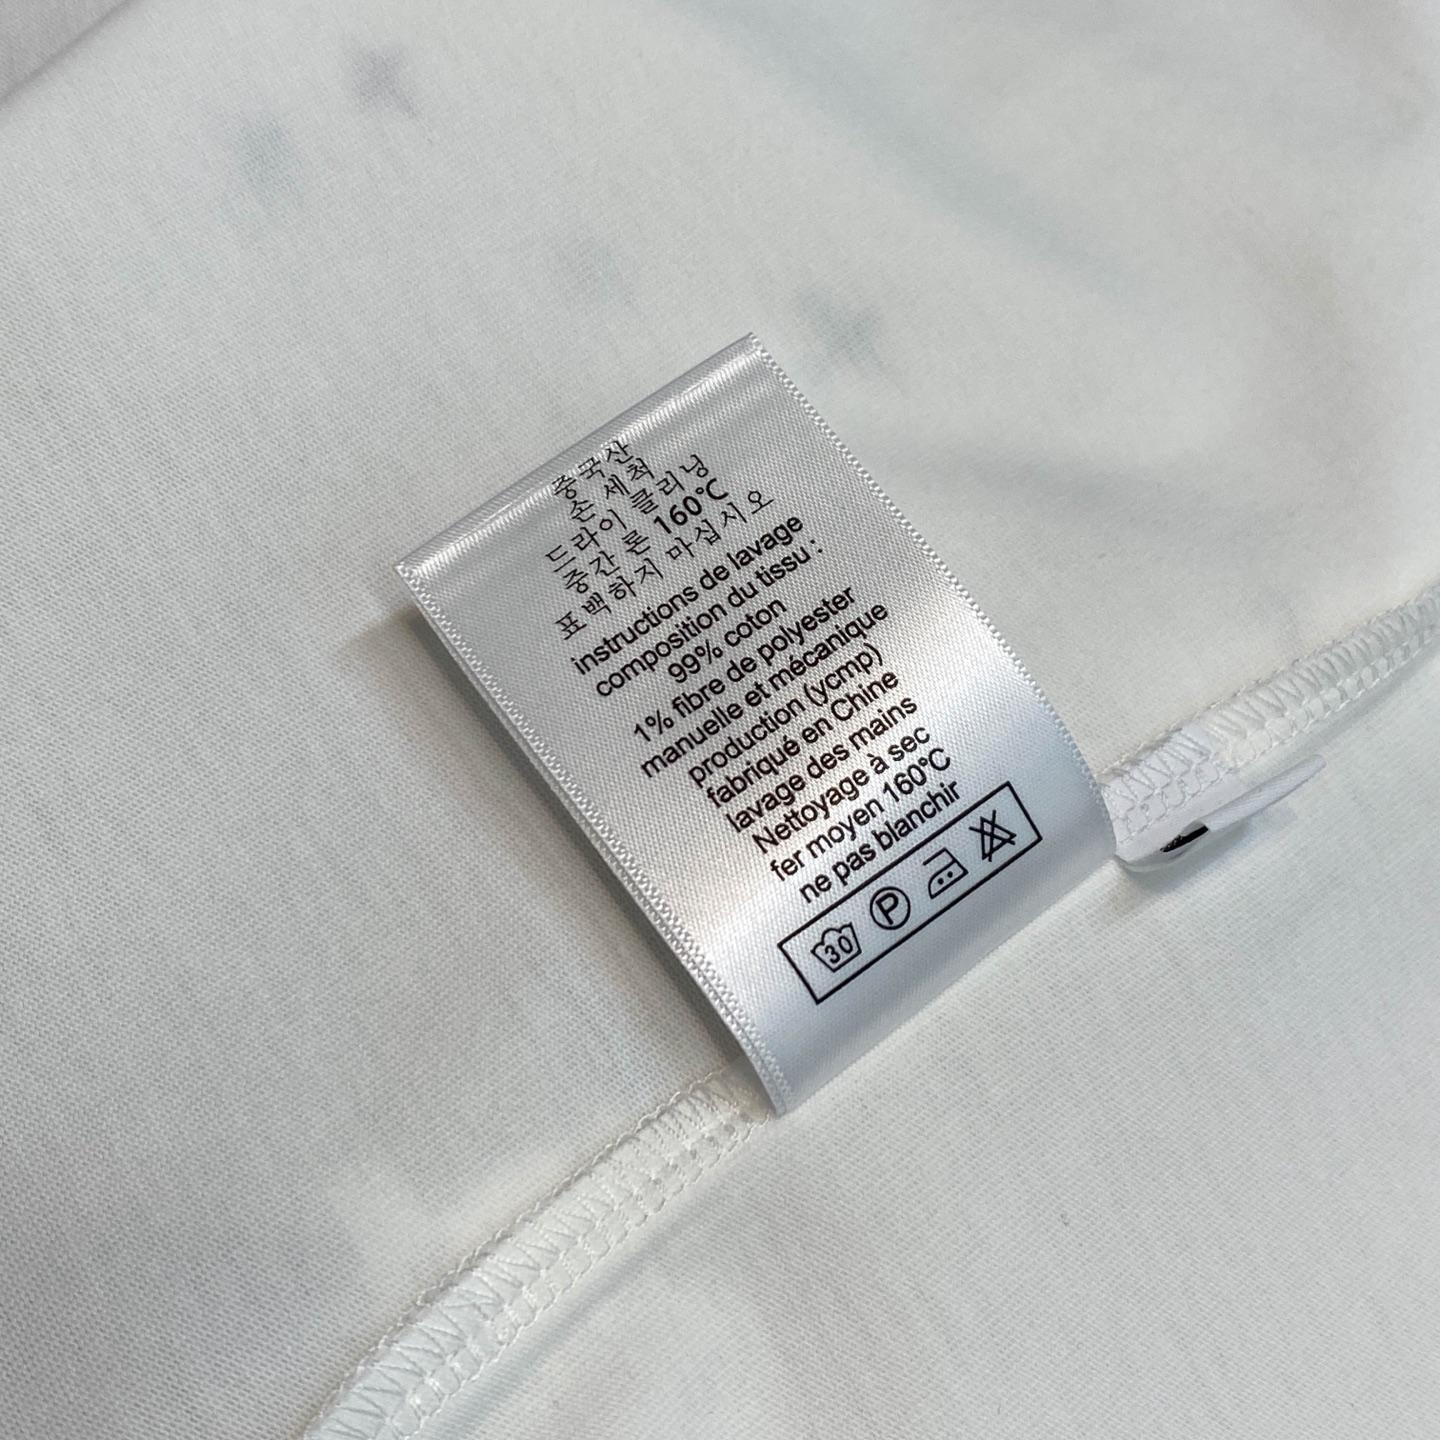 중국산
손 세척
드라이 클리닝
중간 론 160℃
표백하지 마십시오
instructions de lavage
composition du tissu :
99% coton
1% fibre de polyester
manuelle et mécanique
production (ycmp)
fabriqué en Chine
lavage des mains
Nettoyage à sec
fer moyen 160°C
ne pas blanchir
30 P